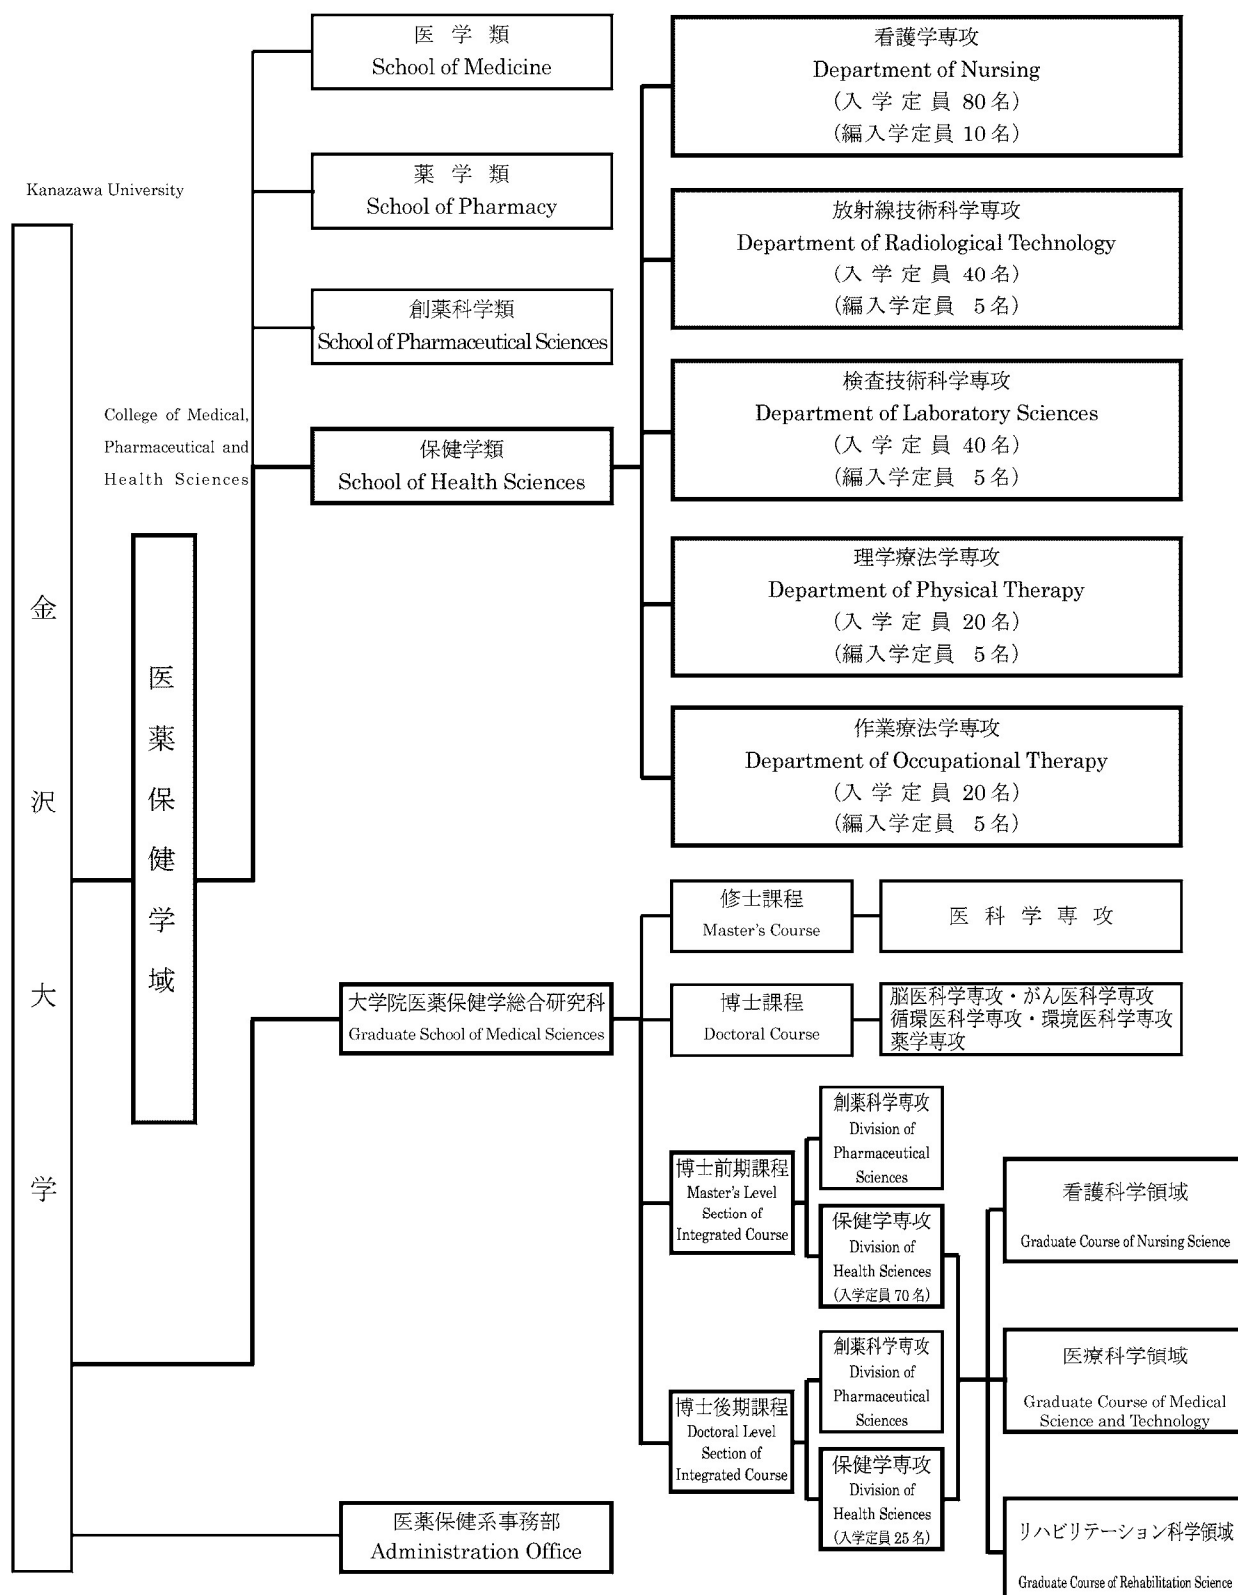 Kanazawa University
金沢大学
College of Medical,
Pharmaceutical and
Health Sciences
医薬保健学域
医学類
School of Medicine
薬学類
School of Pharmacy
創薬科学類
School of Pharmaceutical Sciences
保健学類
School of Health Sciences
看護学専攻
Department of Nursing
(入学定員 80名)
(編入学定員 10名)
放射線技術科学専攻
Department of Radiological Technology
(入学定員 40名)
(編入学定員 5名)
検査技術科学専攻
Department of Laboratory Sciences
(入学定員 40名)
(編入学定員 5名)
理学療法学専攻
Department of Physical Therapy
(入学定員 20名)
(編入学定員 5名)
作業療法学専攻
Department of Occupational Therapy
(入学定員 20名)
(編入学定員 5名)
大学院医薬保健学総合研究科
Graduate School of Medical Sciences
修士課程
Master's Course
医科学専攻
博士課程
Doctoral Course
脳医科学専攻・がん医科学専攻
循環医科学専攻・環境医科学専攻
薬学専攻
博士前期課程
Master's Level
Section of
Integrated Course
創薬科学専攻
Division of
Pharmaceutical
Sciences
保健学専攻
Division of
Health Sciences
(入学定員 70名)
博士後期課程
Doctoral Level
Section of
Integrated Course
創薬科学専攻
Division of
Pharmaceutical
Sciences
保健学専攻
Division of
Health Sciences
(入学定員 25名)
看護科学領域
Graduate Course of Nursing Science
医療科学領域
Graduate Course of Medical
Science and Technology
リハビリテーション科学領域
Graduate Course of Rehabilitation Science
医薬保健系事務部
Administration Office